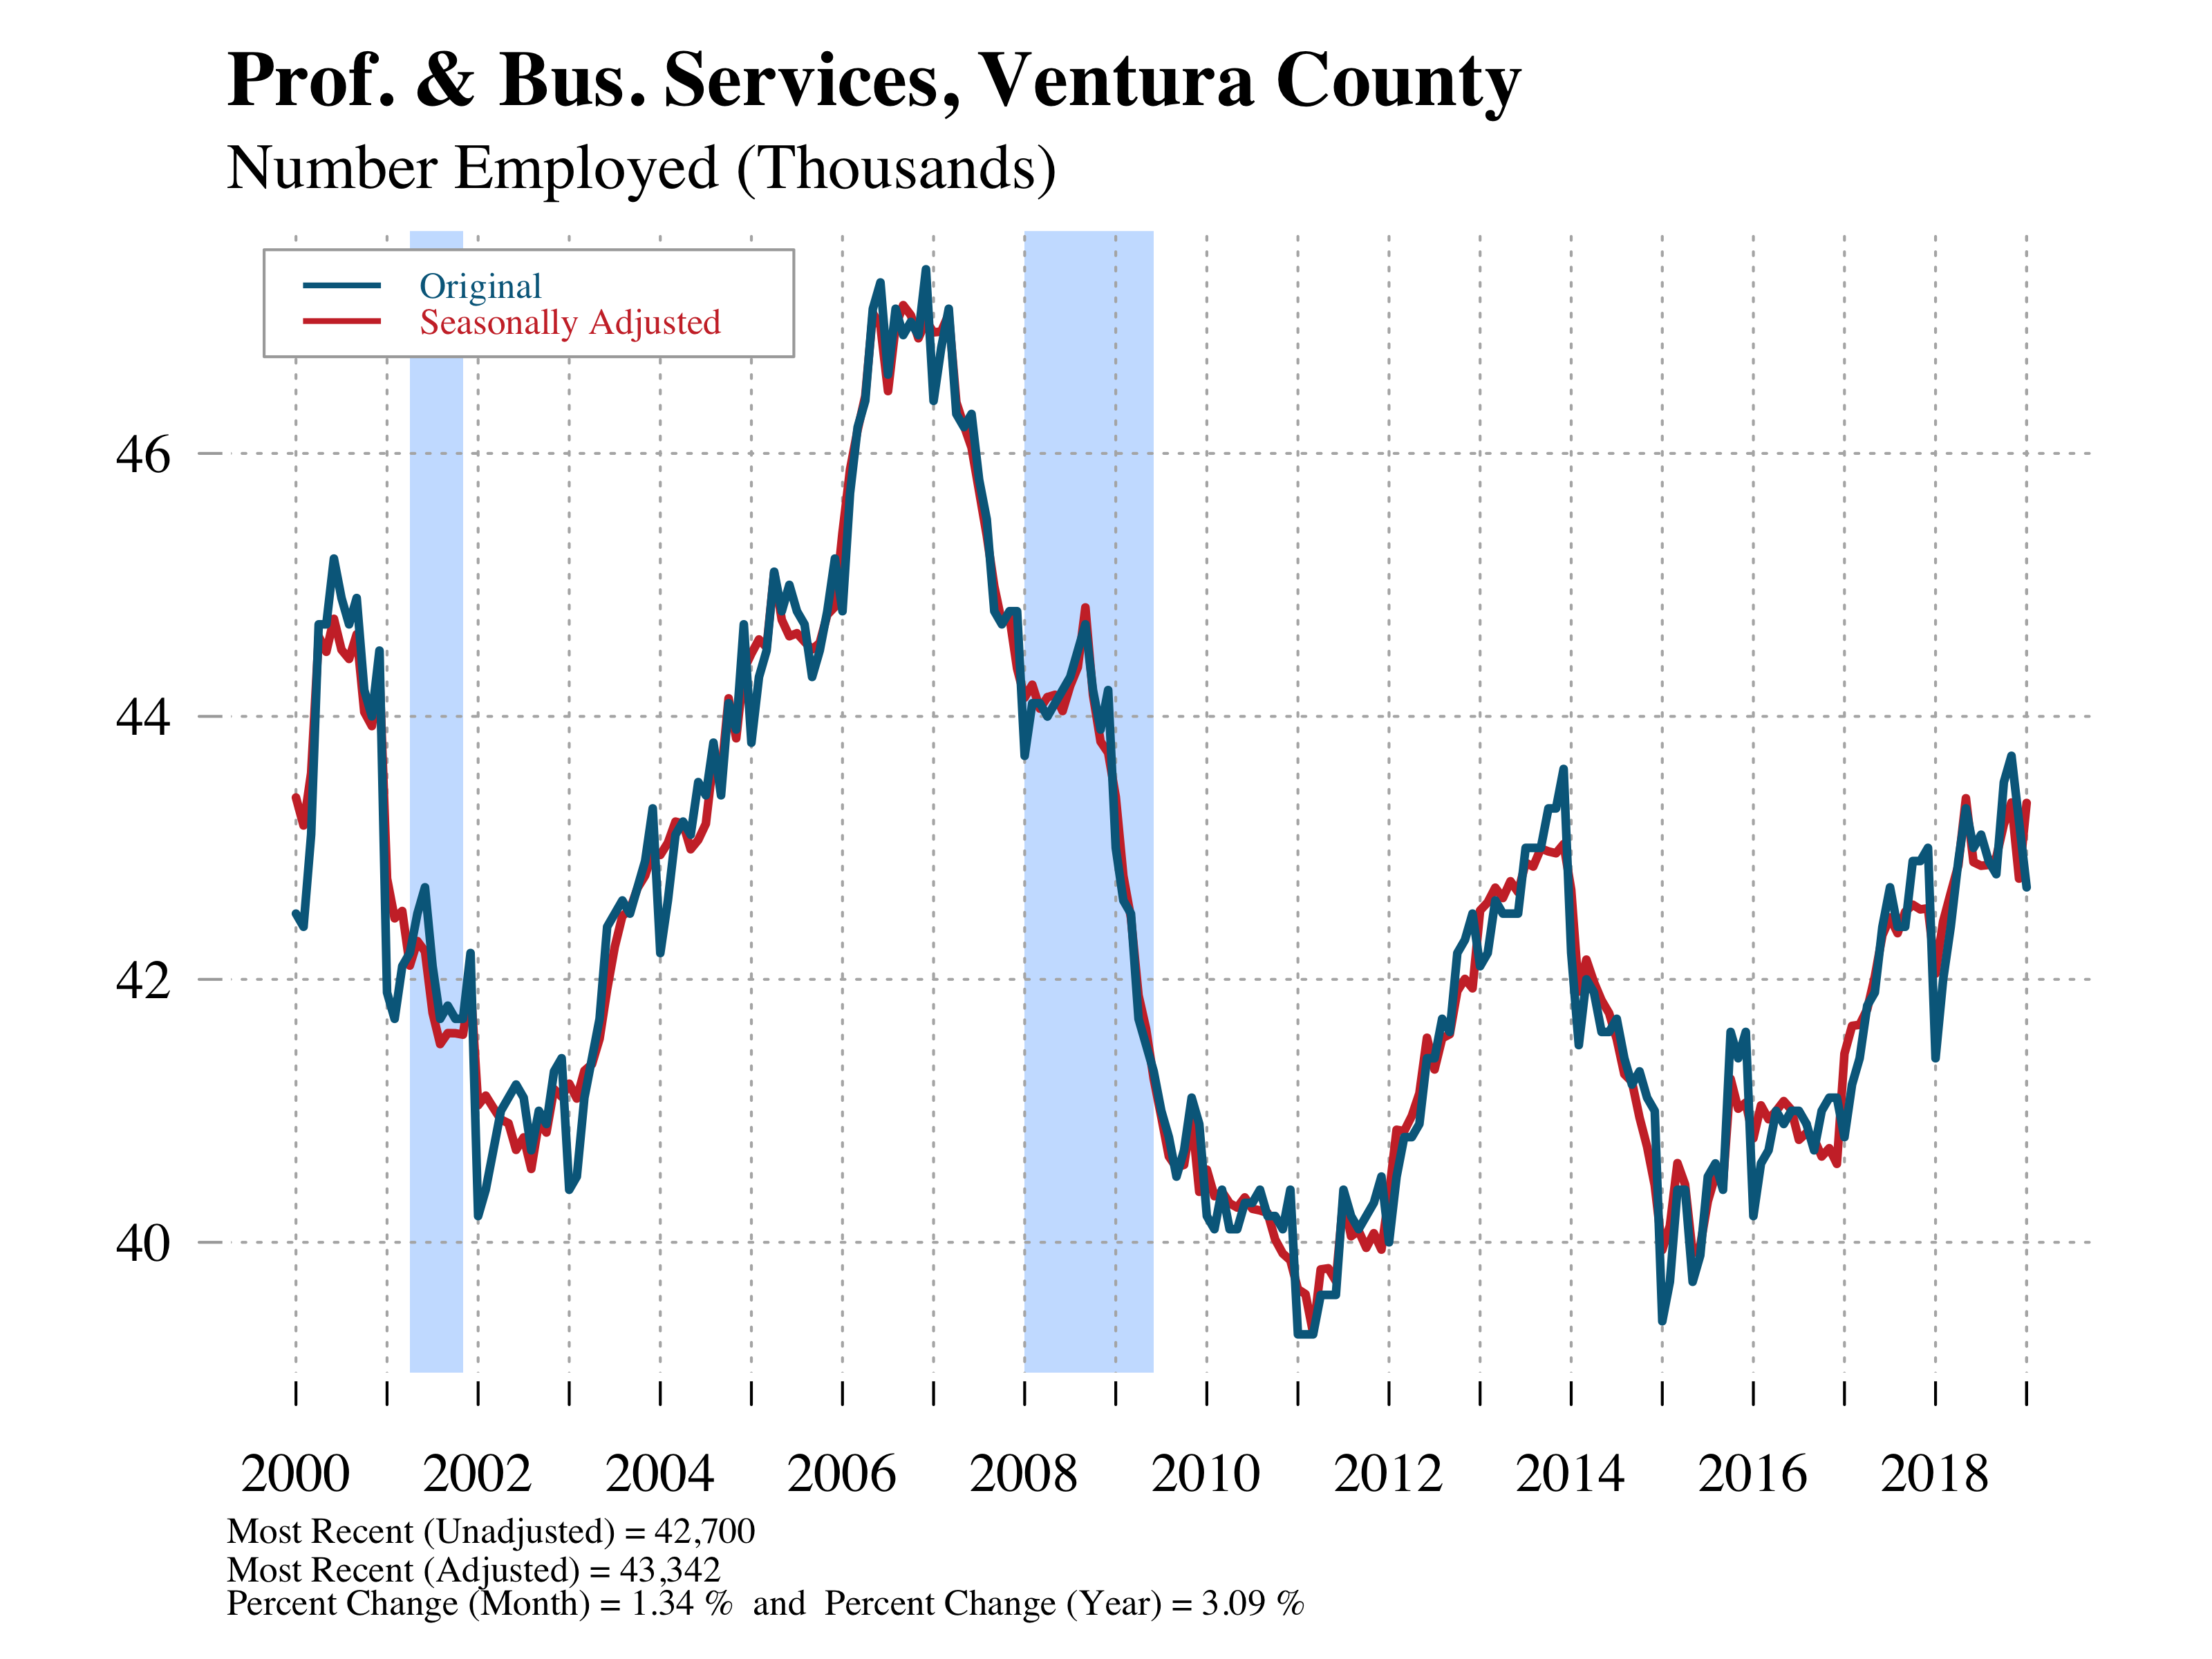 Prof. & Bus. Services, Ventura County
Number Employed (Thousands)
Original
Seasonally Adjusted
46
44
42
40
2000 2002 2004 2006 2008 2010 2012 2014 2016 2018
Most Recent (Unadjusted) = 42,700
Most Recent (Adjusted) = 43,342
Percent Change (Month) = 1.34 % and Percent Change (Year) = 3.09 %